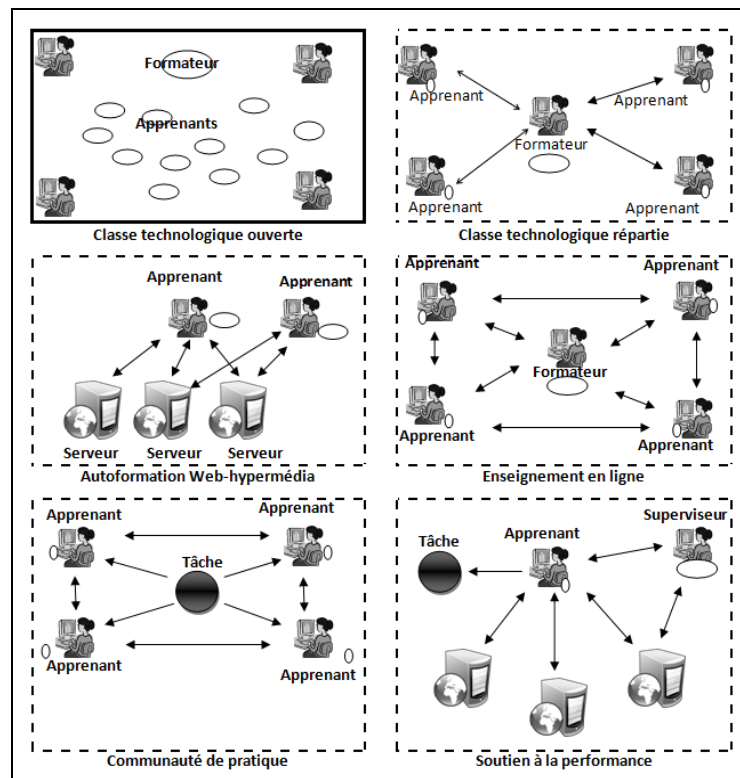 Formateur
Apprenants
Classe technologique ouverte
Apprenant
Apprenant
Formateur
Apprenant
Apprenant
Classe technologique répartie
Apprenant
Apprenant
Serveur
Serveur
Serveur
Autoformation Web-hypermédia
Apprenant
Apprenant
Formateur
Apprenant
Apprenant
Enseignement en ligne
Apprenant
Apprenant
Tâche
Apprenant
Apprenant
Communauté de pratique
Superviseur
Apprenant
Tâche
Soutien à la performance